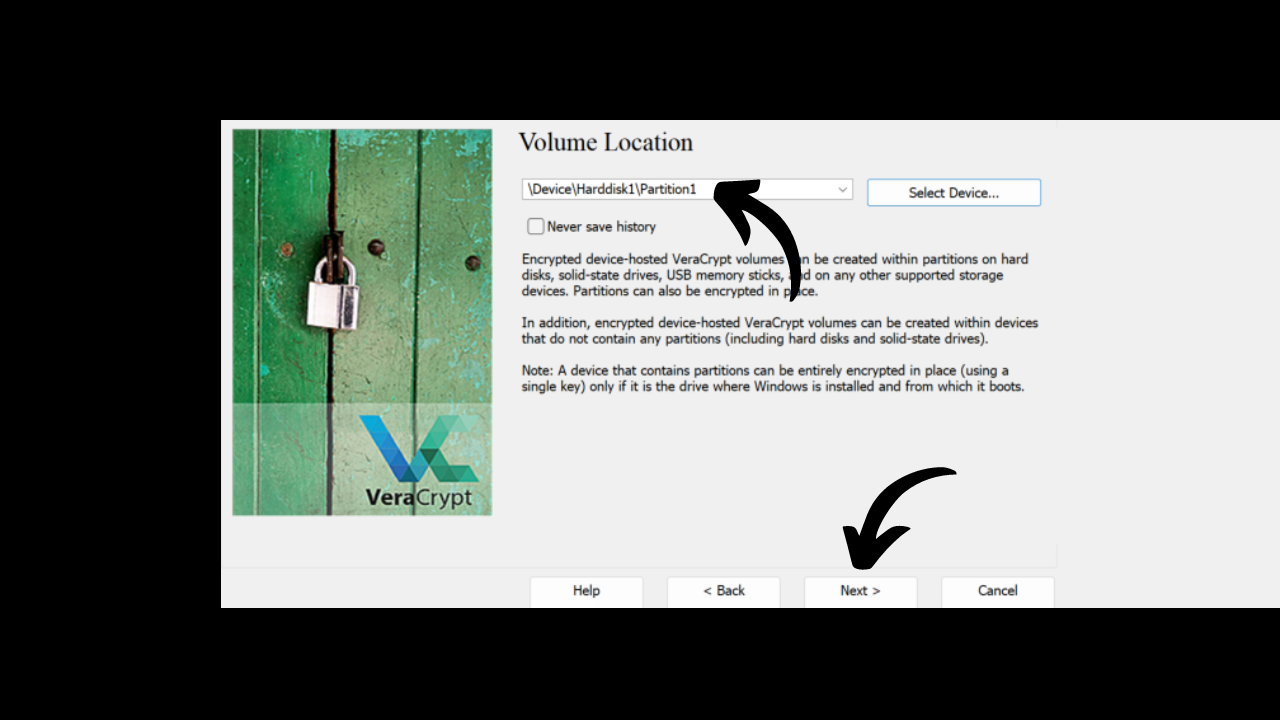 Volume Location
\Device\Harddisk1\Partition1
Select Device...
Never save history
Encrypted device-hosted VeraCrypt volumes can be created within partitions on hard
disks, solid-state drives, USB memory sticks, and on any other supported storage
devices. Partitions can also be encrypted in place.
In addition, encrypted device-hosted VeraCrypt volumes can be created within devices
that do not contain any partitions (including hard disks and solid-state drives).
Note: A device that contains partitions can be entirely encrypted in place (using a
single key) only if it is the drive where Windows is installed and from which it boots.
VeraCrypt
Help
< Back
Next >
Cancel